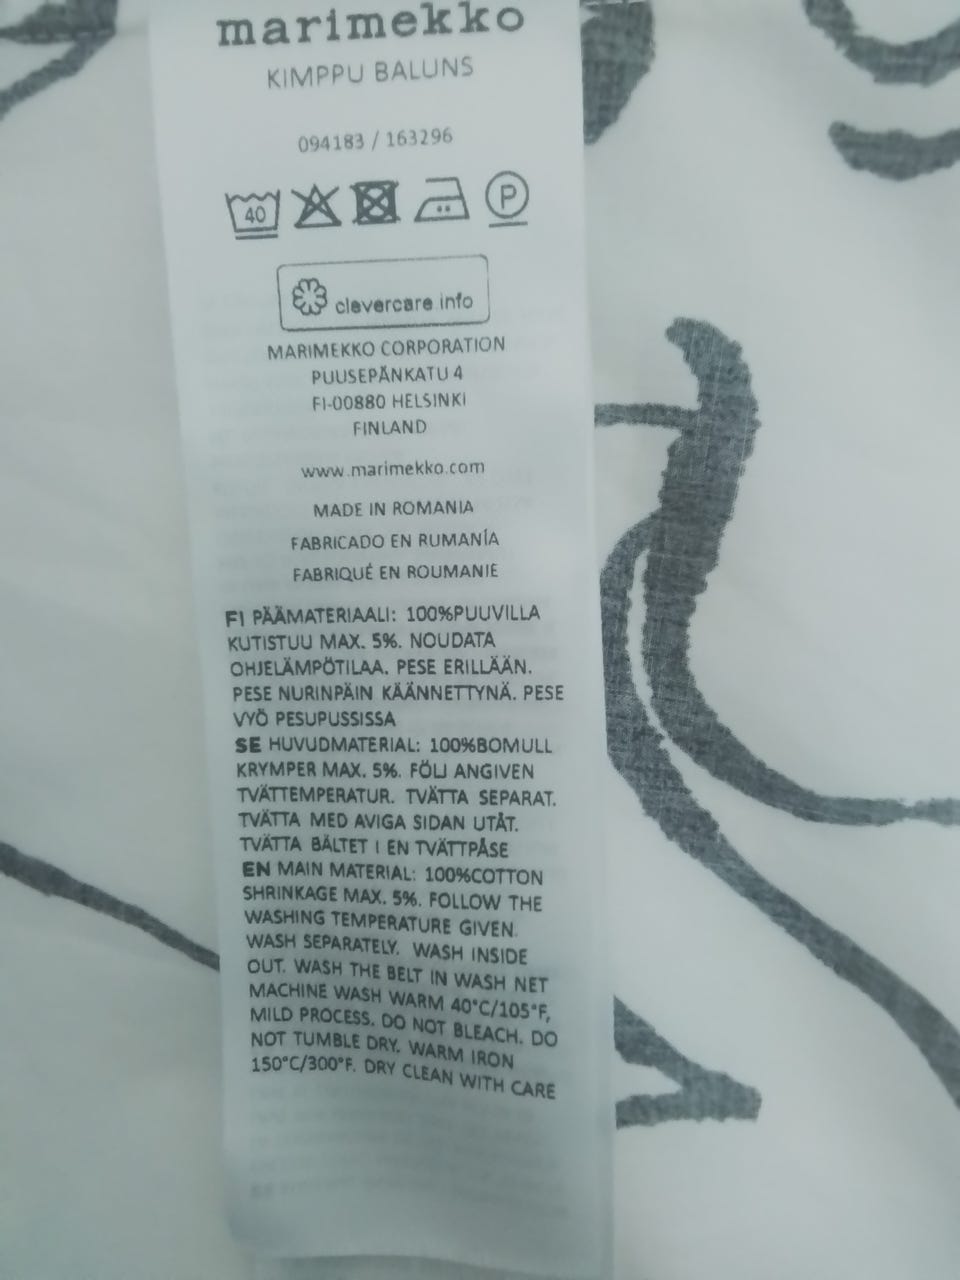 marimekko
KIMPPU BALUNS
094183 / 163296
40 P
clevercare.info
MARIMEKKO CORPORATION
PUUSEPÄNKATU 4
FI-00880 HELSINKI
FINLAND
www.marimekko.com
MADE IN ROMANIA
FABRICADO EN RUMANÍA
FABRIQUÉ EN ROUMANIE
FI PÄÄMATERIAALI: 100%PUUVILLA
KUTISTUU MAX. 5%. NOUDATA
OHJELÄMPÖTILAA. PESE ERILLÄÄN.
PESE NURINPÄIN KÄÄNNETTYNÄ. PESE
VYÖ PESUPUSSISSA
SE HUVUDMATERIAL: 100%BOMULL
KRYMPER MAX. 5%. FÖLJ ANGIVEN
TVÄTTEMPERATUR. TVÄTTA SEPARAT.
TVÄTTA MED AVIGA SIDAN UTÅT.
TVÄTTA BÄLTET I EN TVÄTTPÅSE
EN MAIN MATERIAL: 100%COTTON
SHRINKAGE MAX. 5%. FOLLOW THE
WASHING TEMPERATURE GIVEN.
WASH SEPARATELY. WASH INSIDE
OUT. WASH THE BELT IN WASH NET
MACHINE WASH WARM 40°C/105°F,
MILD PROCESS. DO NOT BLEACH. DO
NOT TUMBLE DRY. WARM IRON
150°C/300°F. DRY CLEAN WITH CARE